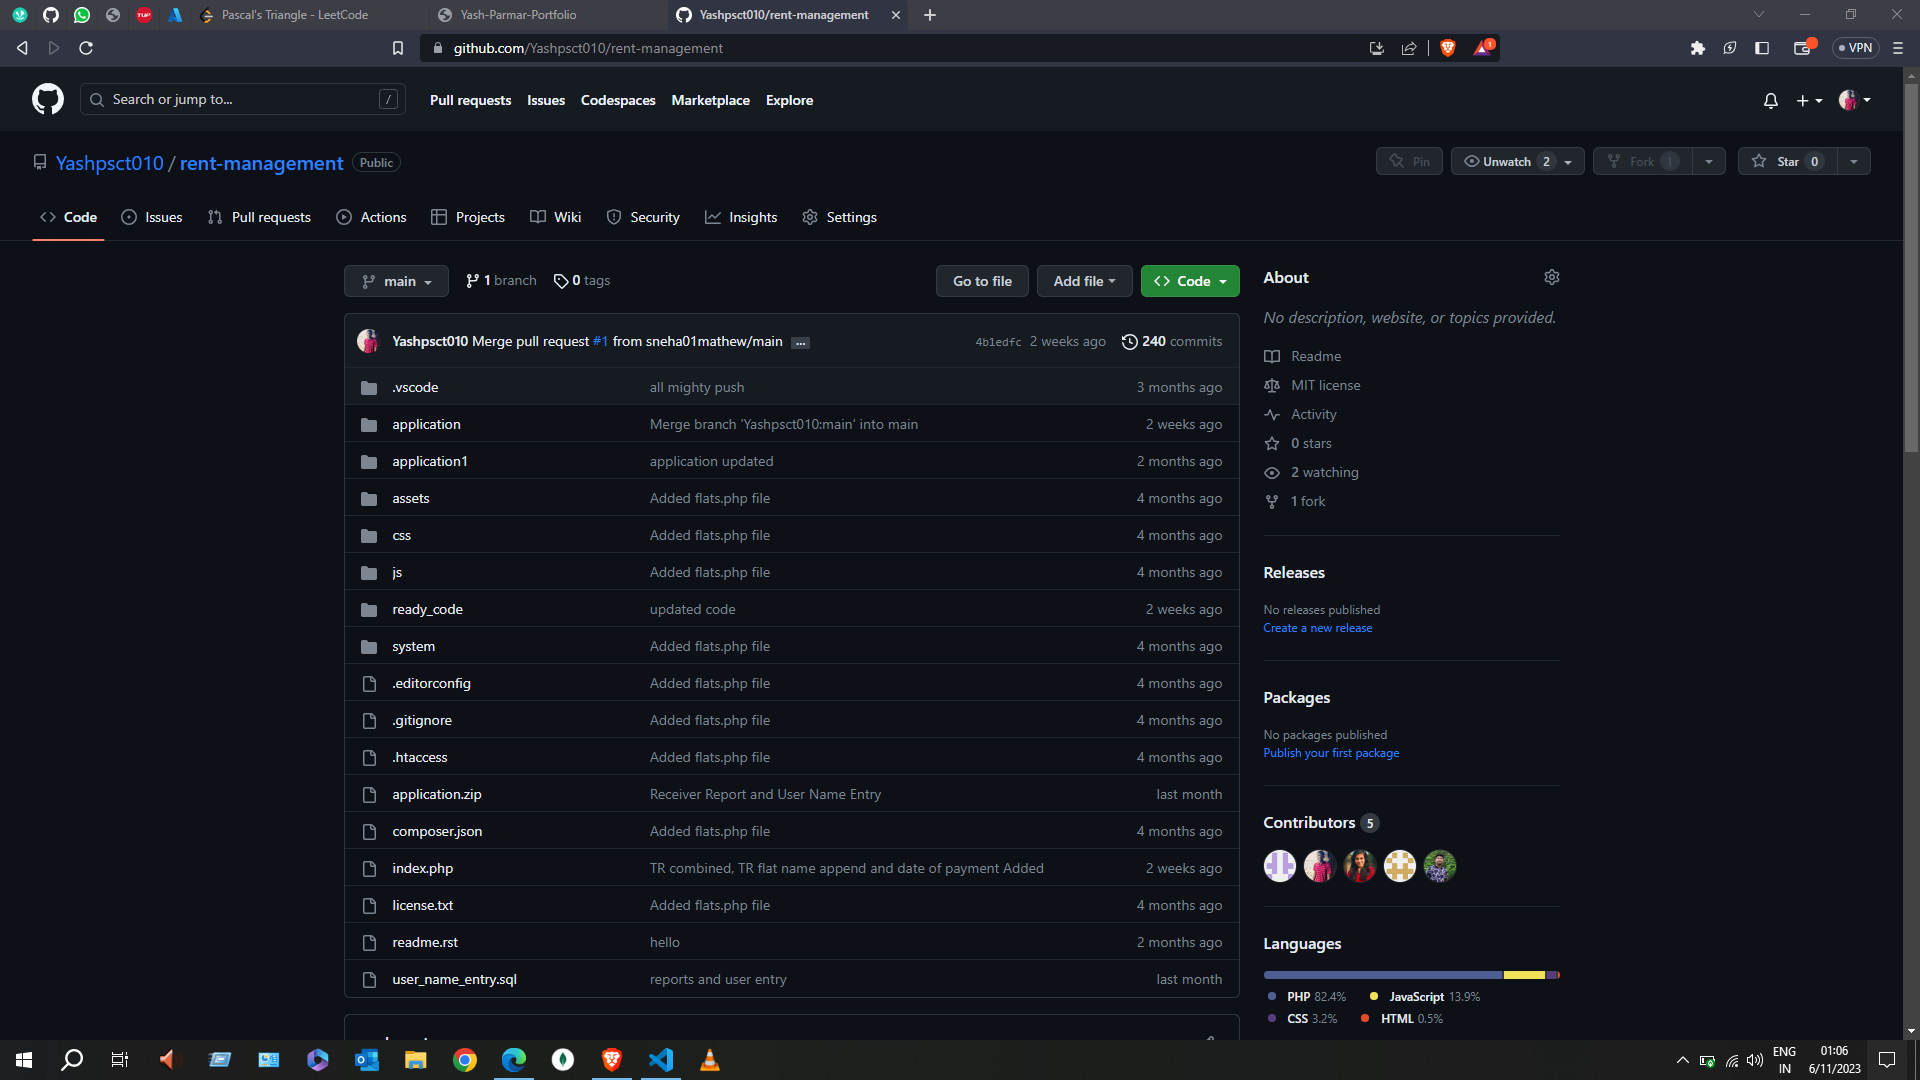 Pascal's Triangle - LeetCode
Yash-Parmar-Portfolio
Yashpsct010/rent-management
github.com/Yashpsct010/rent-management
1
VPN
Search or jump to...
/
Pull requests
Issues
Codespaces
Marketplace
Explore
Yashpsct010 / rent-management
Public
Pin
Unwatch 2
Fork 1
Star 0
Code
Issues
Pull requests
Actions
Projects
Wiki
Security
Insights
Settings
main
1 branch
0 tags
Go to file
Add file
Code
Yashpsct010 Merge pull request #1 from sneha01mathew/main ...
4b1edfc 2 weeks ago 240 commits
.vscode all mighty push 3 months ago
application Merge branch 'Yashpsct010:main' into main 2 weeks ago
application1 application updated 2 months ago
assets Added flats.php file 4 months ago
css Added flats.php file 4 months ago
js Added flats.php file 4 months ago
ready_code updated code 2 weeks ago
system Added flats.php file 4 months ago
.editorconfig Added flats.php file 4 months ago
.gitignore Added flats.php file 4 months ago
.htaccess Added flats.php file 4 months ago
application.zip Receiver Report and User Name Entry last month
composer.json Added flats.php file 4 months ago
index.php TR combined, TR flat name append and date of payment Added 2 weeks ago
license.txt Added flats.php file 4 months ago
readme.rst hello 2 months ago
user_name_entry.sql reports and user entry last month
About
No description, website, or topics provided.
Readme
MIT license
Activity
0 stars
2 watching
1 fork
Releases
No releases published
Create a new release
Packages
No packages published
Publish your first package
Contributors 5
Languages
PHP 82.4%
JavaScript 13.9%
CSS 3.2%
HTML 0.5%
ENG
IN
01:06
6/11/2023